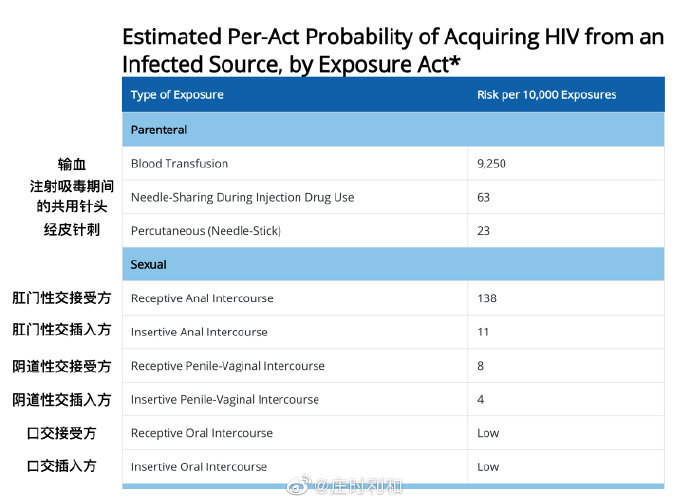 Estimated Per-Act Probability of Acquiring HIV from an
Infected Source, by Exposure Act*
Type of Exposure Risk per 10,000 Exposures
Parenteral
输血 Blood Transfusion 9,250
注射吸毒期间
的共用针头 Needle-Sharing During Injection Drug Use 63
经皮针刺 Percutaneous (Needle-Stick) 23
Sexual
肛门性交接受方 Receptive Anal Intercourse 138
肛门性交插入方 Insertive Anal Intercourse 11
阴道性交接受方 Receptive Penile-Vaginal Intercourse 8
阴道性交插入方 Insertive Penile-Vaginal Intercourse 4
口交接受方 Receptive Oral Intercourse Low
口交插入方 Insertive Oral Intercourse Low
@庄时利和